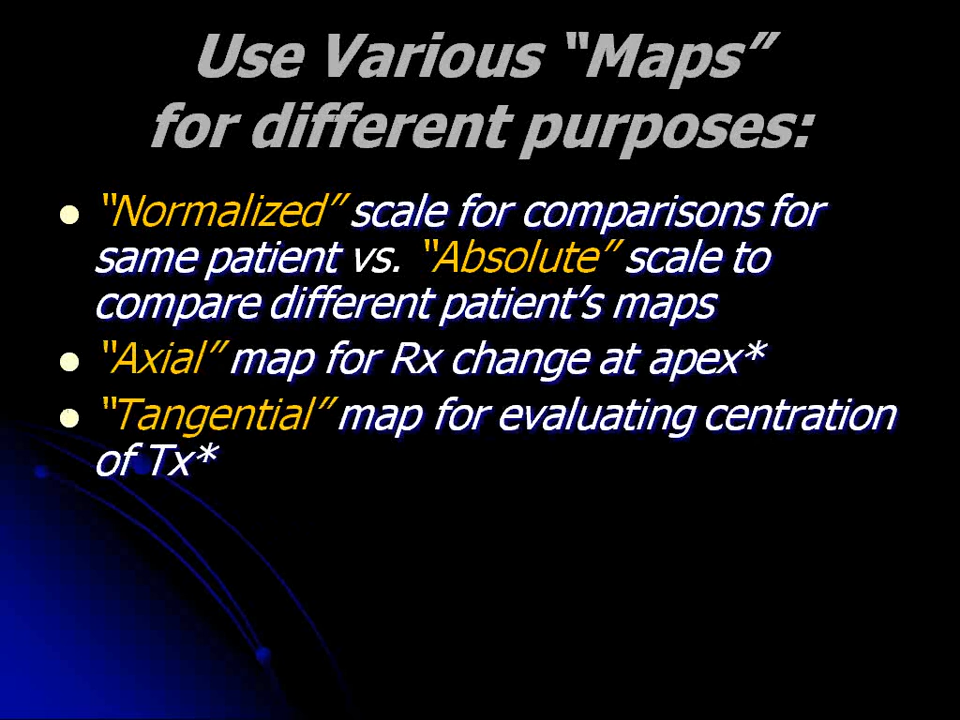 Use Various “Maps”
for different purposes:
“Normalized” scale for comparisons for
same patient vs. “Absolute” scale to
compare different patient’s maps
“Axial” map for Rx change at apex*
“Tangential” map for evaluating centration
of Tx*